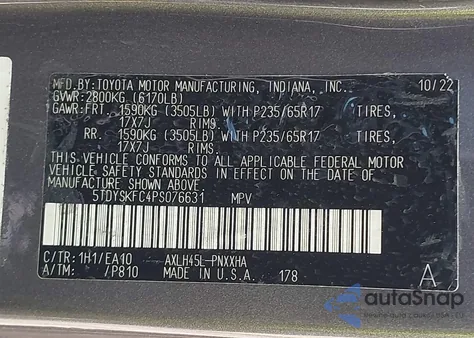 MFD.BY:TOYOTA MOTOR MANUFACTURING, INDIANA, INC. 10/22
GVWR:2800KG (6170LB)
GAWR:FRT. 1590KG (3505LB) WITH P235/65R17 TIRES,
17X7J RIMS.
RR. 1590KG (3505LB) WITH P235/65R17 TIRES,
17X7J RIMS.
THIS VEHICLE CONFORMS TO ALL APPLICABLE FEDERAL MOTOR
VEHICLE SAFETY STANDARDS IN EFFECT ON THE DATE OF
MANUFACTURE SHOWN ABOVE.
5TDYSKFC4PS076631 MPV
C/TR:1H1/EA40 AXLH45L-PNXXHA
A/TM: /P810 MADE IN U.S.A. 178 A
autoSnap